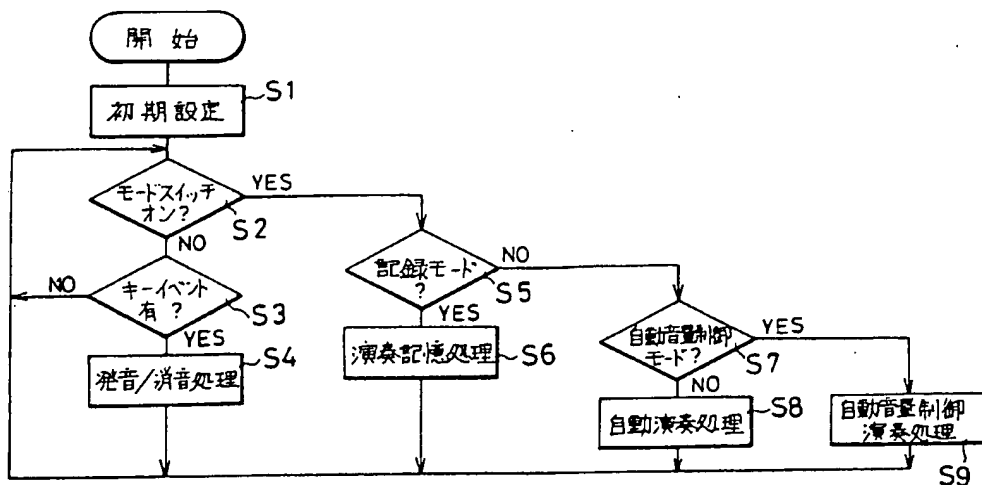 開始
初期設定
S1
モードスイッチ
オン?
S2
YES
NO
キーイベント
有?
S3
NO
YES
発音/消音処理
S4
記録モード
?
S5
NO
YES
演奏記憶処理
S6
自動音量制御
モード?
S7
YES
NO
自動演奏処理
S8
自動音量制御
演奏処理
S9